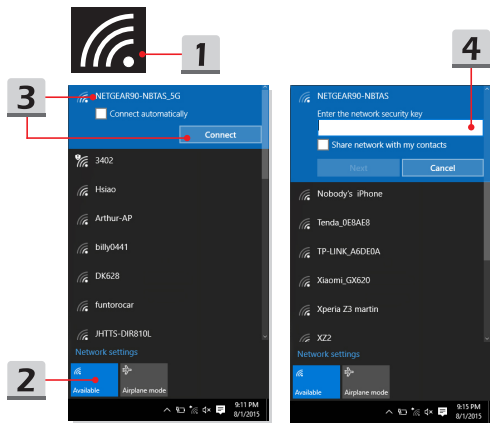 1
3
4
NETGEAR90-NBTAS_5G
Connect automatically
Connect
3402
Hsiao
Arthur-AP
billy0441
DK628
funtorocar
JHTTS-DIR810L
Network settings
2
Available
Airplane mode
9:11 PM
8/1/2015
NETGEAR90-NBTAS
Enter the network security key
Share network with my contacts
Next
Cancel
Nobody's iPhone
Tenda_0E8AE8
TP-LINK_A6DE0A
Xiaomi_GX620
Xperia Z3 martin
XZ2
Network settings
Available
Airplane mode
9:15 PM
8/1/2015